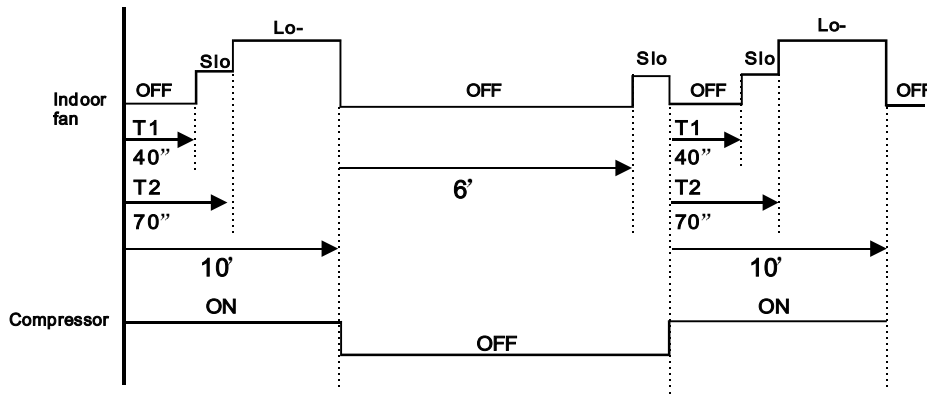 Lo-
Lo-
Slo
Slo
Slo
OFF
OFF
OFF
OFF
Indoor
fan
T1
40”
T1
40”
6’
T2
70”
T2
70”
10’
10’
ON
ON
Compressor
OFF